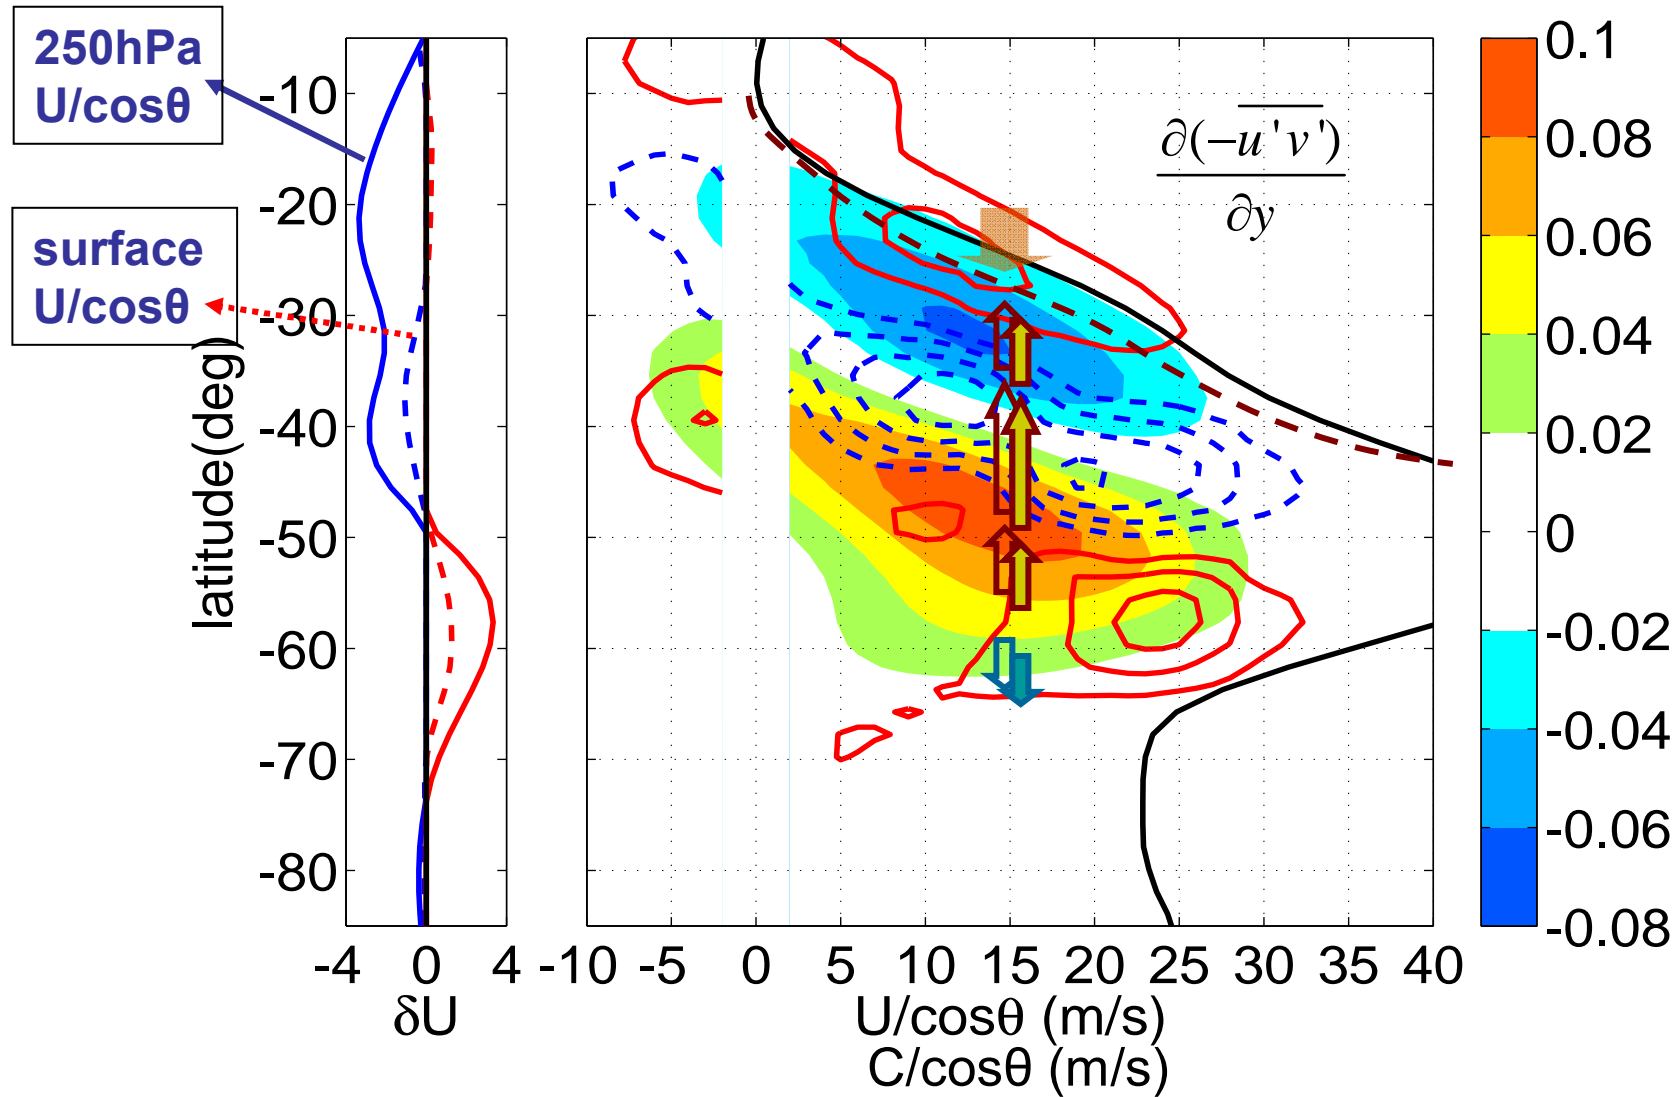 250hPa
U/cosθ
surface
U/cosθ
latitude(deg)
-10
-20
-30
-40
-50
-60
-70
-80
-4 0 4
δU
∂(-u'v')
∂y
-10 -5 0 5 10 15 20 25 30 35 40
U/cosθ (m/s)
C/cosθ (m/s)
0.1
0.08
0.06
0.04
0.02
0
-0.02
-0.04
-0.06
-0.08